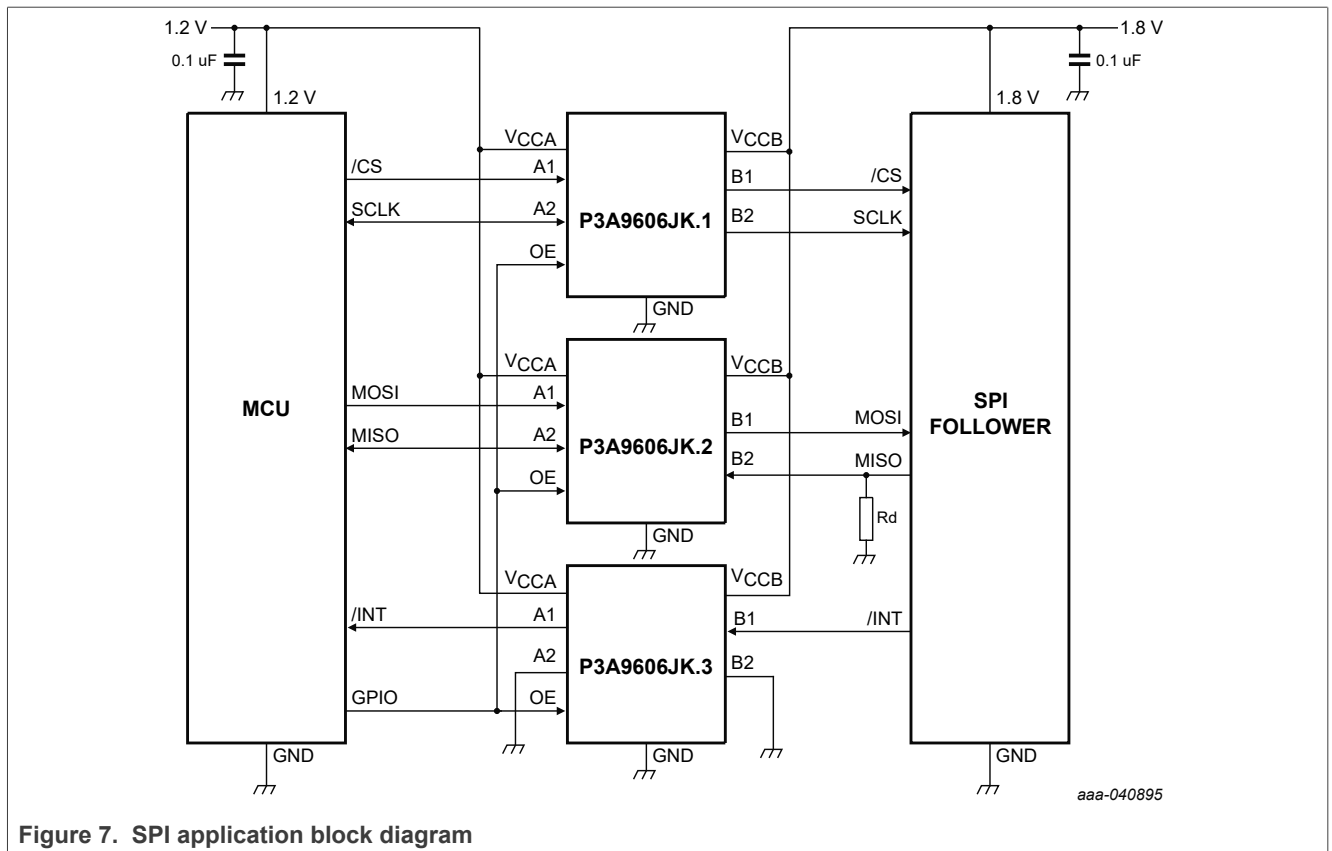 1.2 V
1.8 V
0.1 uF
0.1 uF
1.2 V
1.8 V
VCCA
VCCB
/CS
A1
B1
/CS
SCLK
A2
P3A9606JK.1
B2
SCLK
OE
GND
VCCA
VCCB
MOSI
A1
B1
MOSI
MCU
SPI
FOLLOWER
MISO
A2
P3A9606JK.2
B2
MISO
OE
Rd
GND
VCCA
VCCB
/INT
A1
B1
/INT
A2
P3A9606JK.3
B2
GPIO
OE
GND
GND
GND
aaa-040895
Figure 7. SPI application block diagram